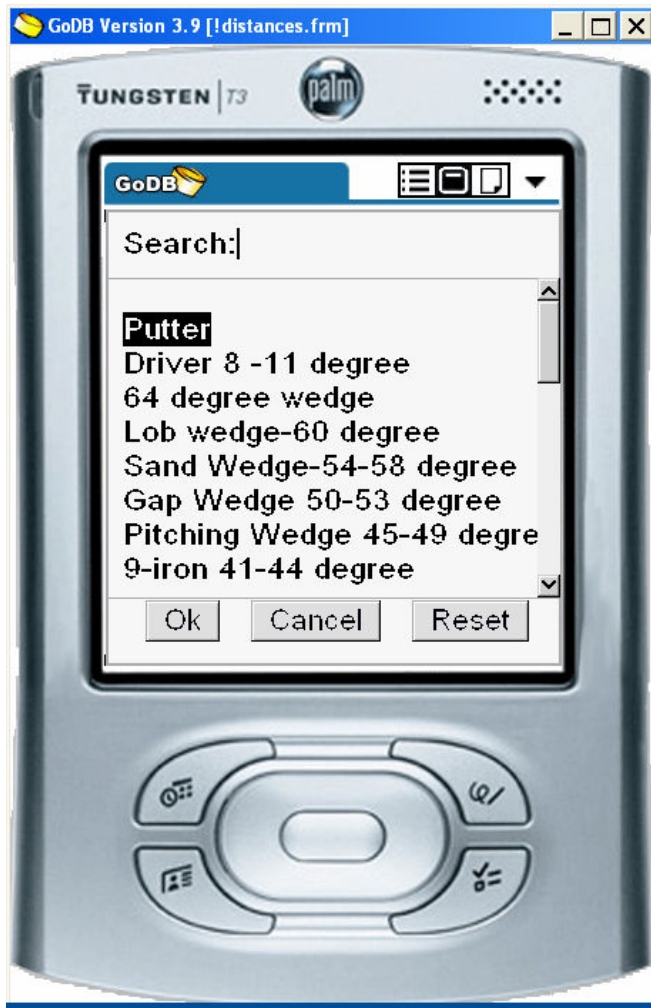 GoDB Version 3.9 [!distances.frm]
TUNGSTEN | T3
palm
GoDB
Search:
Putter
Driver 8 -11 degree
64 degree wedge
Lob wedge-60 degree
Sand Wedge-54-58 degree
Gap Wedge 50-53 degree
Pitching Wedge 45-49 degre
9-iron 41-44 degree
Ok Cancel Reset